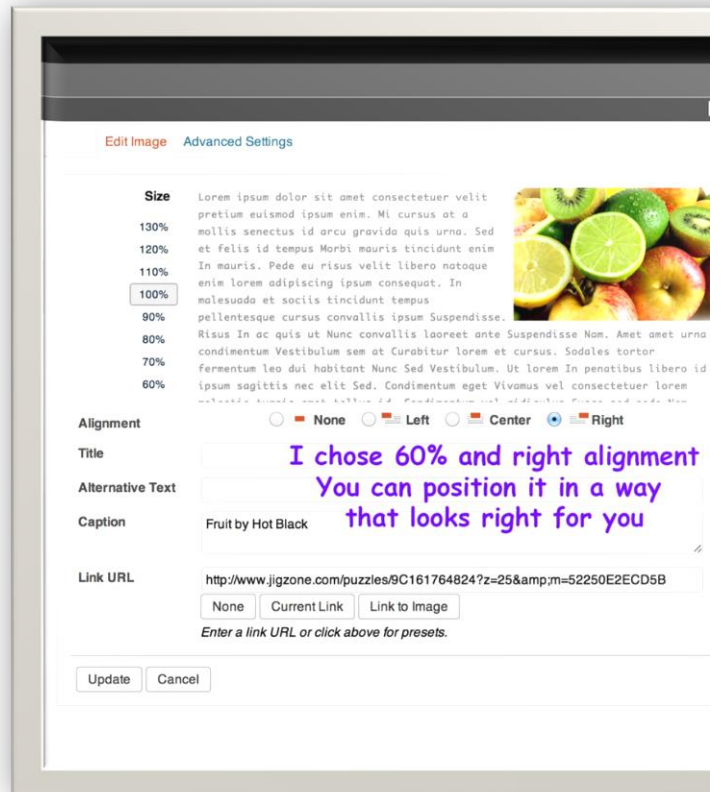 Edit Image Advanced Settings
Size
130%
120%
110%
100%
90%
80%
70%
60%
Lorem ipsum dolor sit amet consectetuer velit
pretium euismod ipsum enim. Mi cursus at a
mollis senectus id arcu gravida quis urna. Sed
et felis id tempus Morbi mauris tincidunt enim
In mauris. Pede eu risus velit libero natoque
enim lorem adipiscing ipsum consequat. In
malesuada et sociis tincidunt tempus
pellentesque cursus convallis ipsum Suspendisse.
Risus In ac quis ut Nunc convallis laoreet ante Suspendisse Nam. Amet amet urna
condimentum Vestibulum sem at Curabitur lorem et cursus. Sodales tortor
fermentum leo dui habitant Nunc Sed Vestibulum. Ut lorem In penatibus libero id
ipsum sagittis nec elit Sed. Condimentum eget Vivamus vel consectetuer lorem
Alignment None Left Center Right
Title
I chose 60% and right alignment
Alternative Text
You can position it in a way
Caption
Fruit by Hot Black
that looks right for you
Link URL
http://www.jigzone.com/puzzles/9C161764824?z=25&amp;m=52250E2ECD5B
None Current Link Link to Image
Enter a link URL or click above for presets.
Update Cancel